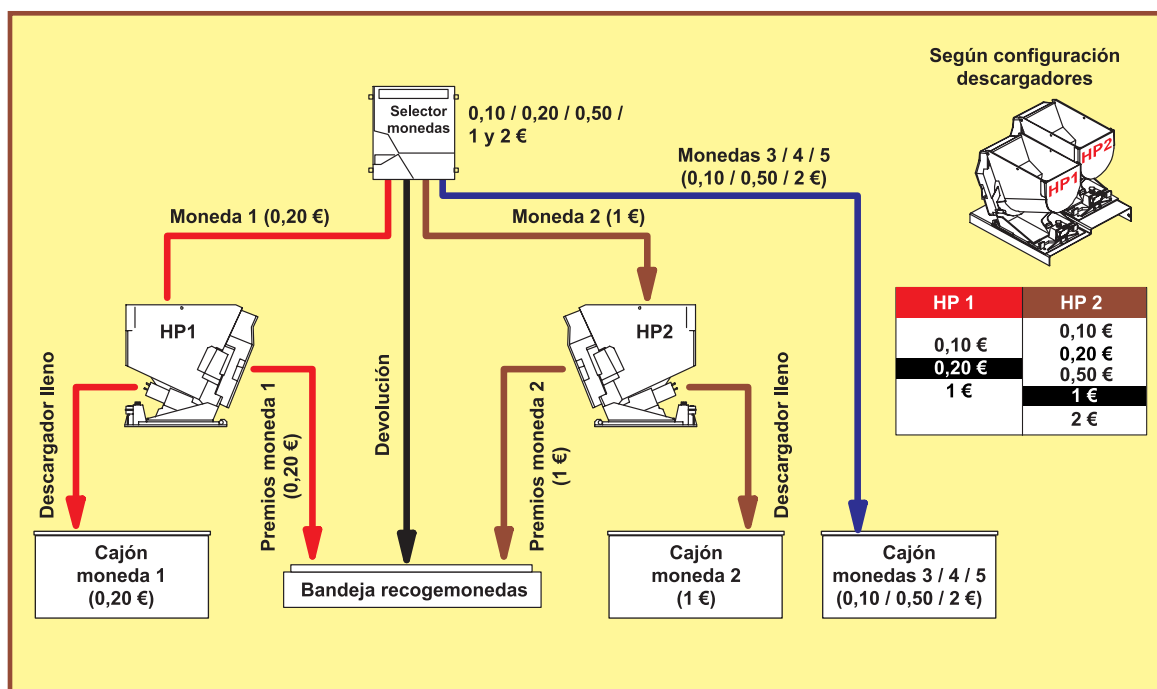 Según configuración
descargadores
HP2
HP1
Selector
monedas
0,10 / 0,20 / 0,50 /
1 y 2 €
Monedas 3 / 4 / 5
(0,10 / 0,50 / 2 €)
Moneda 1 (0,20 €)
Moneda 2 (1 €)
HP1
HP2
HP 1
0,10 €
0,20 €
1 €
HP 2
0,10 €
0,20 €
0,50 €
1 €
2 €
Descargador lleno
Premios moneda 1
(0,20 €)
Devolución
Premios moneda 2
(1 €)
Descargador lleno
Cajón
moneda 1
(0,20 €)
Bandeja recogemonedas
Cajón
moneda 2
(1 €)
Cajón
monedas 3 / 4 / 5
(0,10 / 0,50 / 2 €)